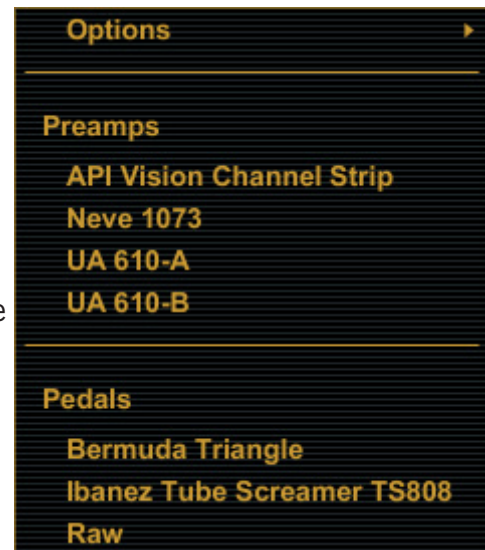 Options
Preamps
API Vision Channel Strip
Neve 1073
UA 610-A
UA 610-B
e
Pedals
Bermuda Triangle
Ibanez Tube Screamer TS808
Raw